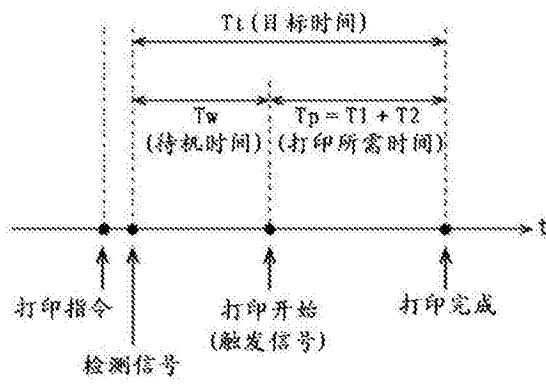 Tt(目标时间)
Tw
(待机时间)
Tp=T1+T2
(打印所需时间)
t
打印指令
检测信号
打印开始
(触发信号)
打印完成